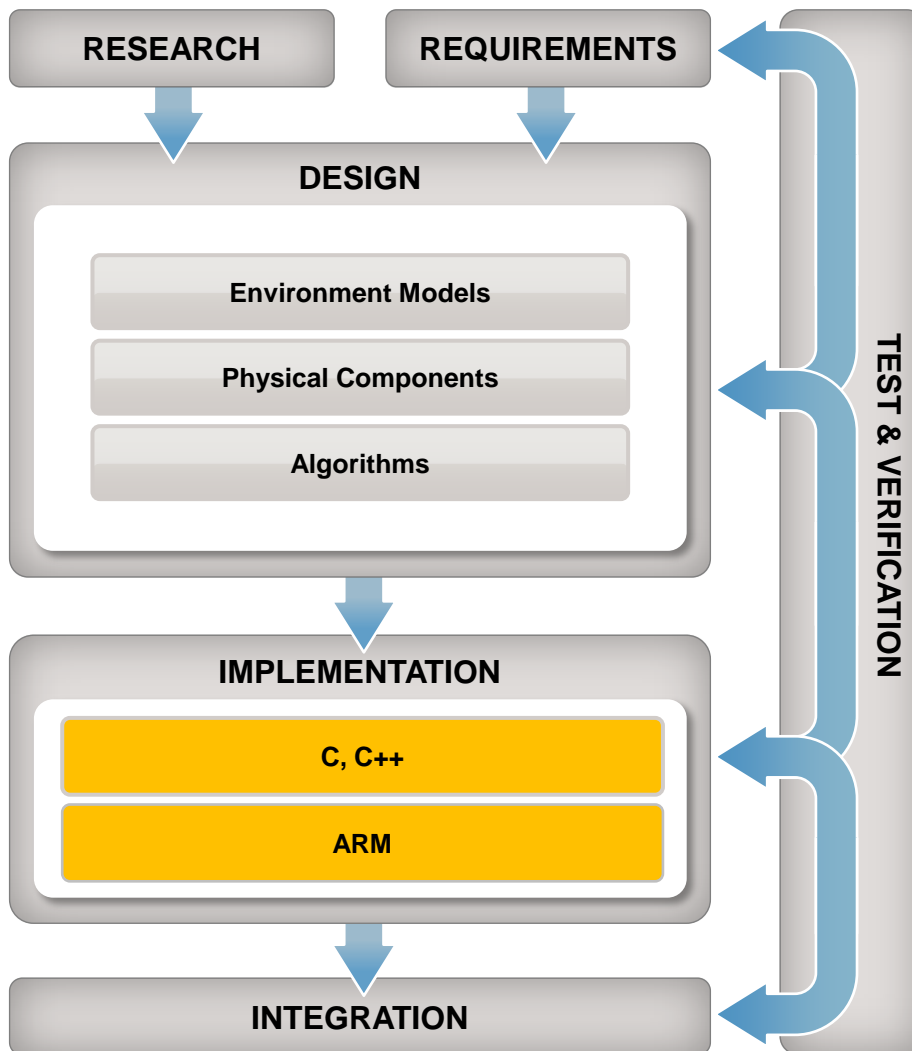 RESEARCH
REQUIREMENTS
DESIGN
Environment Models
Physical Components
Algorithms
TEST & VERIFICATION
IMPLEMENTATION
C, C++
ARM
INTEGRATION